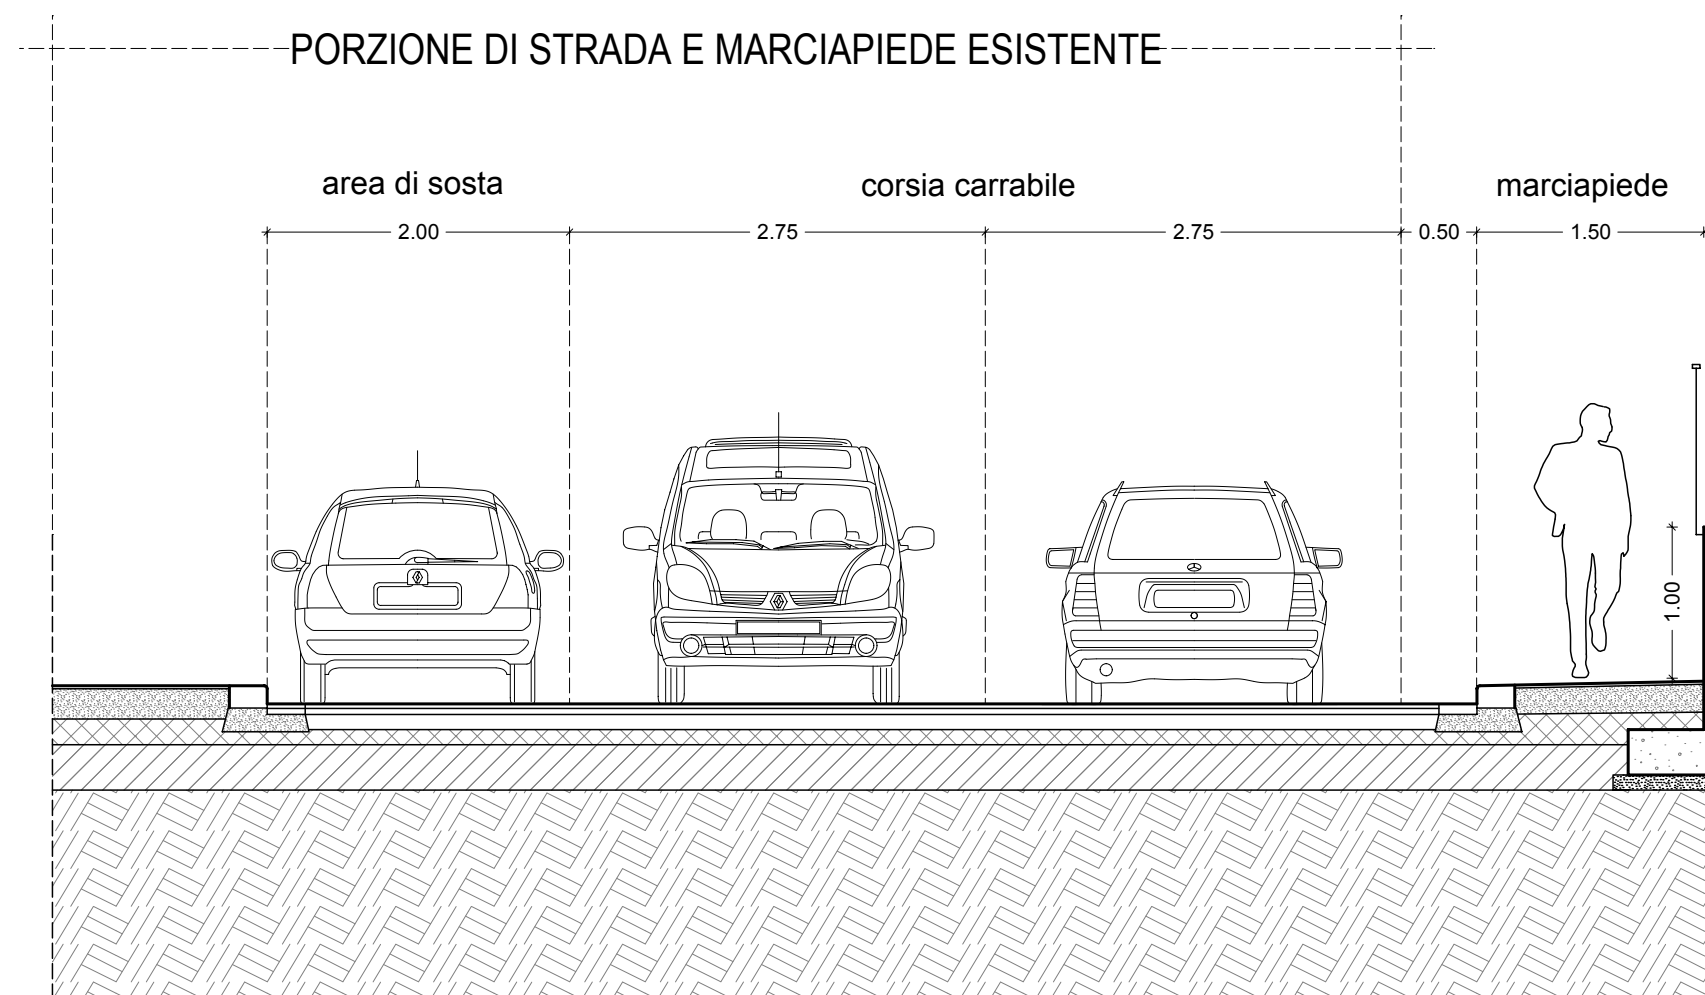 PORZIONE DI STRADA E MARCIAPIEDE ESISTENTE
area di sosta
corsia carrabile
marciapiede
2.00
2.75
2.75
0.50
1.50
1.00